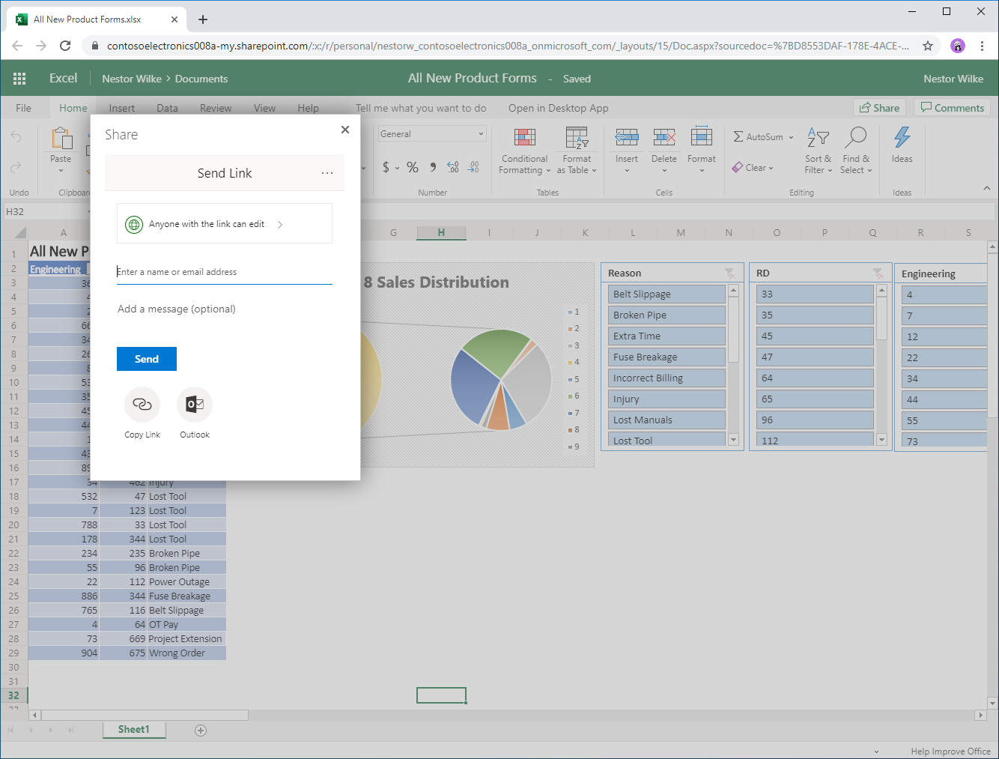 All New Product Forms.xlsx
contosoelectronics008a-my.sharepoint.com/:x:/r/personal/nestorw_contosoelectronics008a_onmicrosoft_com/_layouts/15/Doc.aspx?sourcedoc=%7BD8553DAF-178E-4ACE-...
Excel Nestor Wilke > Documents All New Product Forms - Saved Nestor Wilke
File Home Insert Data Review View Help Tell me what you want to do Open in Desktop App Share Comments
Share
General
AutoSum
Paste
Conditional Formatting
Format as Table
Insert Delete Format
Clear
Sort & Filter
Find & Select
Ideas
$ % .00 .00
Undo Clipboar Number Tables Cells Editing Ideas
Send Link
...
H32
Anyone with the link can edit
Enter a name or email address
Add a message (optional)
Send
Copy Link Outlook
A G H I J K L M N O P Q R S
1 All New P
2 Engineering
3 36
4 4
5 2
6 66
7 34
8 26
9 8
10 53
11 35
12 45
13 44
14 1
15 43
16 89
17 34 462 Injury
18 532 47 Lost Tool
19 7 123 Lost Tool
20 788 33 Lost Tool
21 178 344 Lost Tool
22 234 235 Broken Pipe
23 55 96 Broken Pipe
24 22 112 Power Outage
25 886 344 Fuse Breakage
26 765 116 Belt Slippage
27 4 64 OT Pay
28 73 669 Project Extension
29 904 675 Wrong Order
30
31
32
33
8 Sales Distribution
1
2
3
4
5
6
7
8
9
Reason
Belt Slippage
Broken Pipe
Extra Time
Fuse Breakage
Incorrect Billing
Injury
Lost Manuals
Lost Tool
RD
33
35
45
47
64
65
96
112
Engineering
4
7
12
22
34
44
55
73
Sheet1
Help Improve Office